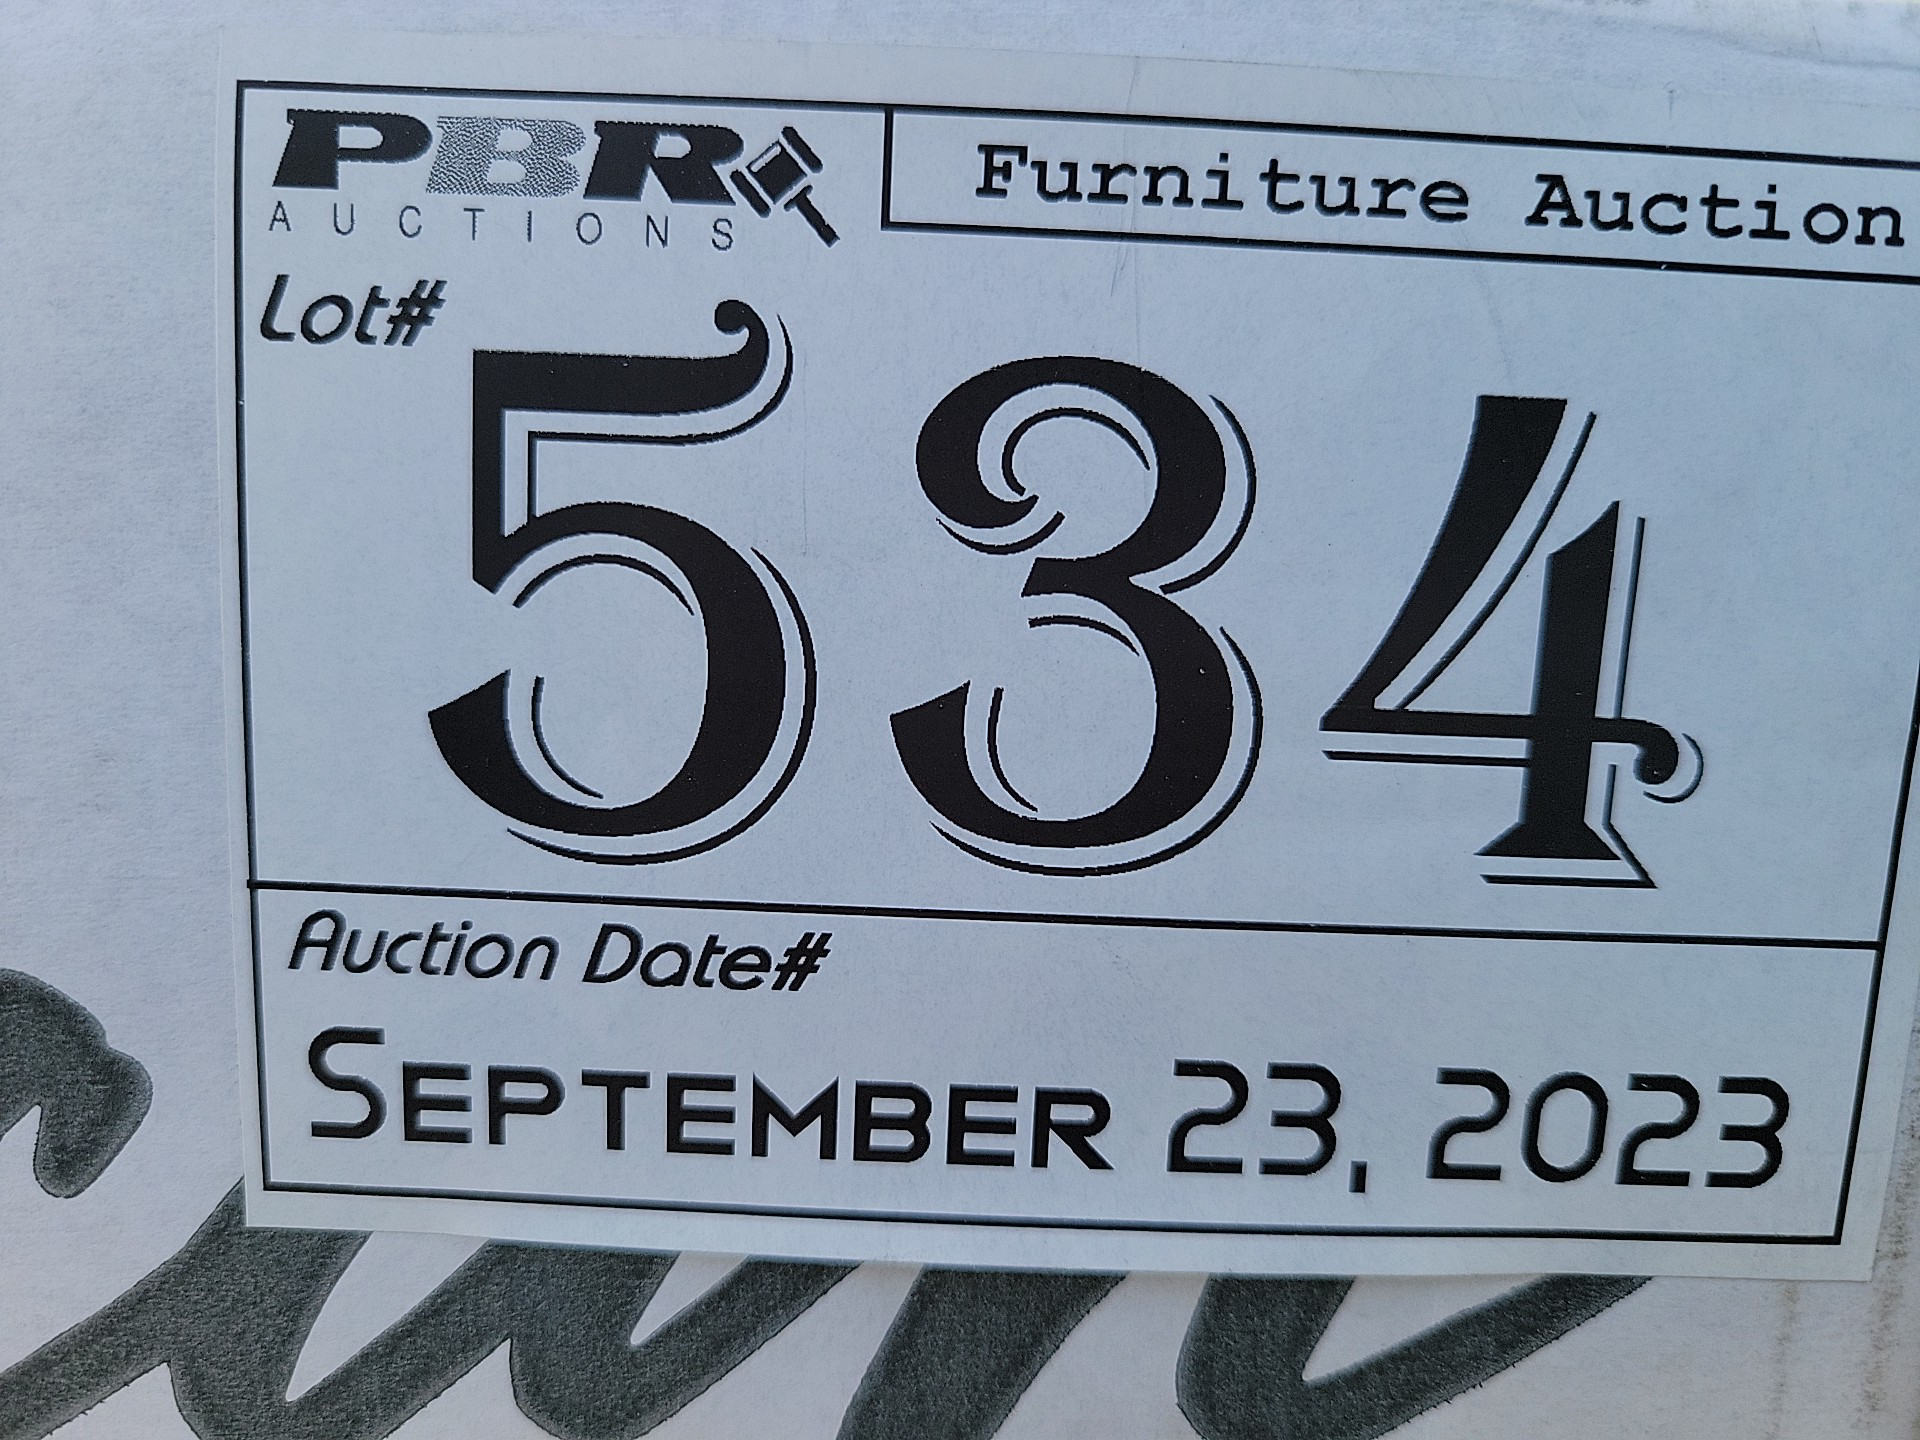 PBR
AUCTIONS
Furniture Auction
Lot#
534
Auction Date#
SEPTEMBER 23, 2023